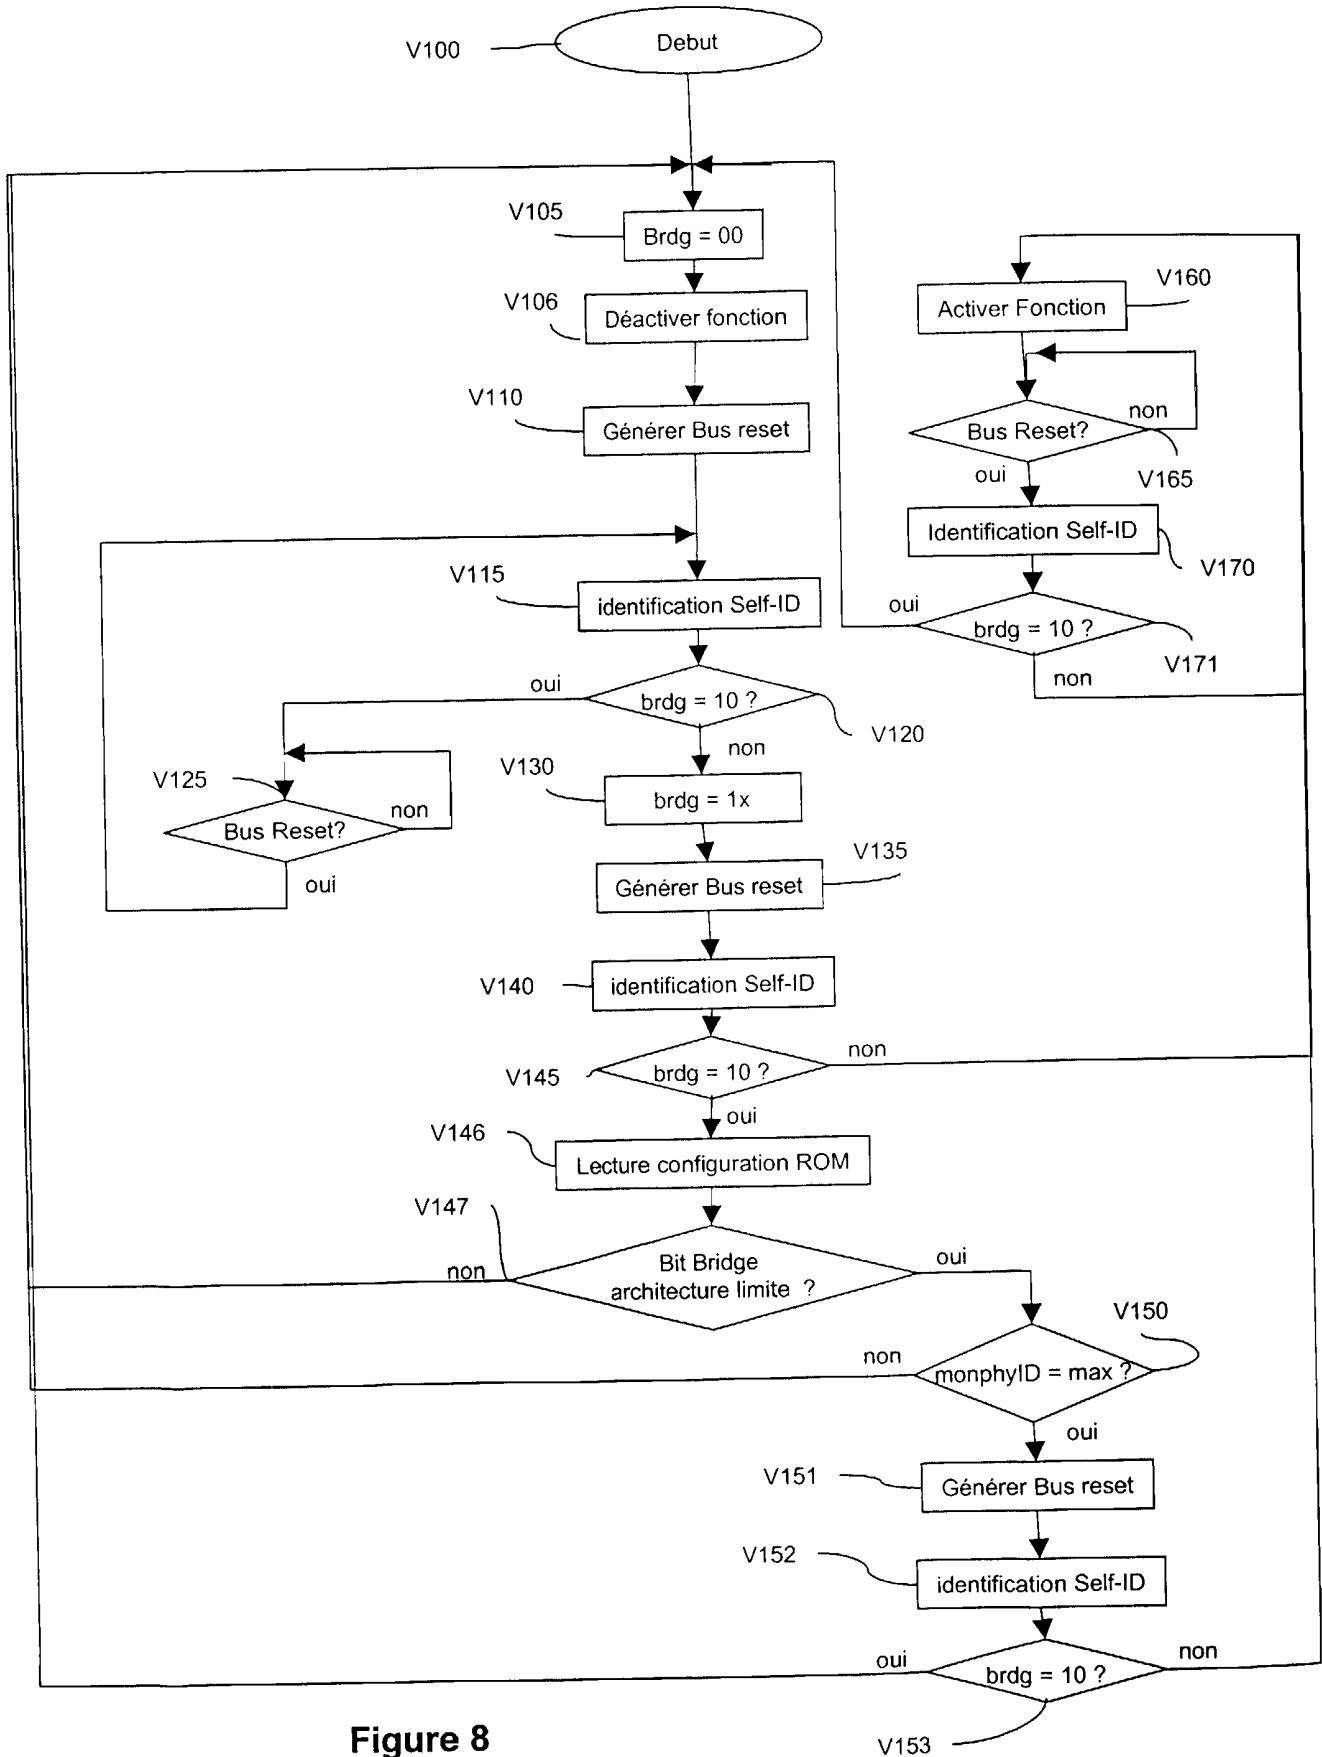 V100
Debut
V105
Brdg = 00
V106
Déactiver fonction
V110
Générer Bus reset
V115
identification Self-ID
oui
brdg = 10 ?
V120
non
V125
Bus Reset?
non
oui
V130
brdg = 1x
V135
Générer Bus reset
V140
identification Self-ID
V145
brdg = 10 ?
non
oui
V146
Lecture configuration ROM
V147
non
Bit Bridge
architecture limite ?
oui
V150
non
monphyID = max ?
oui
V151
Générer Bus reset
V152
identification Self-ID
oui
brdg = 10 ?
non
V153
V160
Activer Fonction
non
Bus Reset?
V165
oui
Identification Self-ID
V170
oui
brdg = 10 ?
V171
non
Figure 8